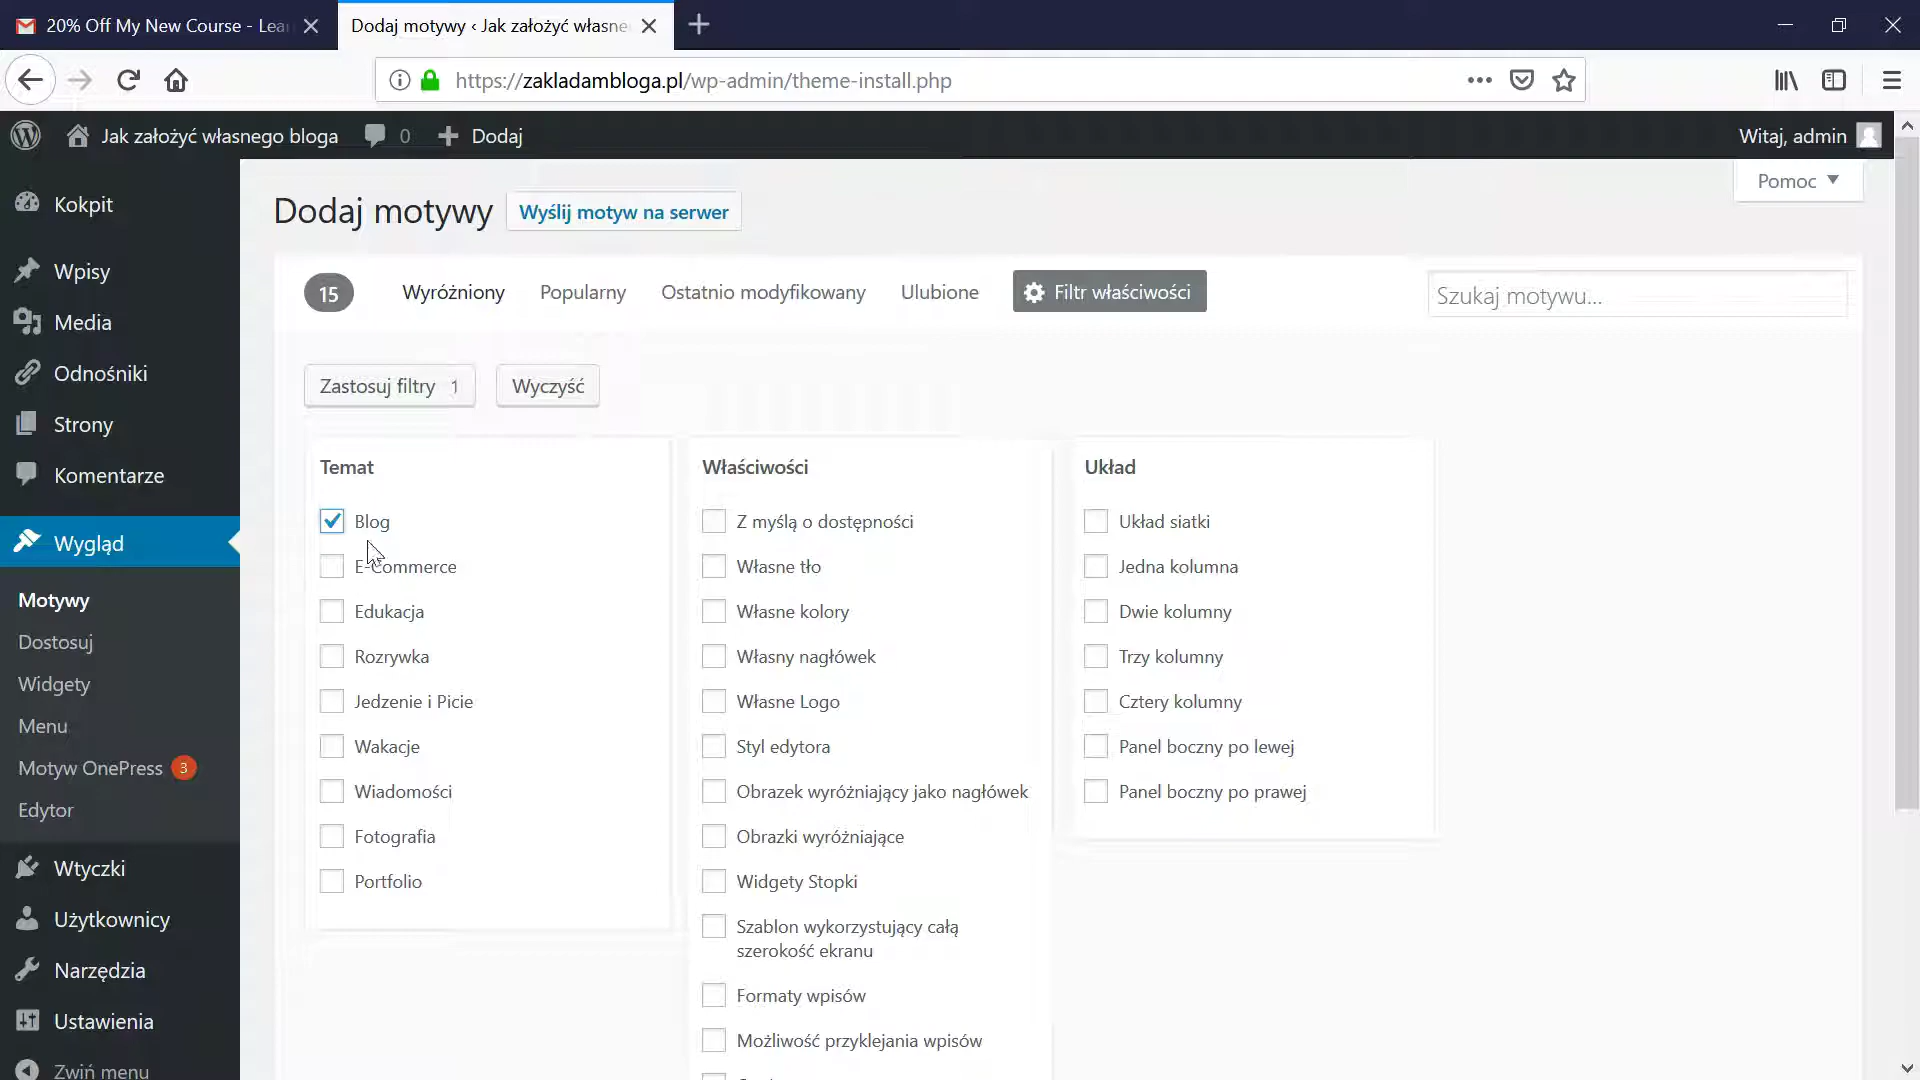 20% Off My New Course - Lea
Dodaj motywy ‹ Jak założyć własne
https://zakladambloga.pl/wp-admin/theme-install.php
Jak założyć własnego bloga
0
Dodaj
Witaj, admin
Kokpit
Wpisy
Media
Odnośniki
Strony
Komentarze
Wygląd
Motywy
Dostosuj
Widgety
Menu
Motyw OnePress 3
Edytor
Wtyczki
Użytkownicy
Narzędzia
Ustawienia
Zwiń menu
Pomoc
Dodaj motywy
Wyślij motyw na serwer
15
Wyróżniony
Popularny
Ostatnio modyfikowany
Ulubione
Filtr właściwości
Szukaj motywu...
Zastosuj filtry 1
Wyczyść
Temat
Blog
E-Commerce
Edukacja
Rozrywka
Jedzenie i Picie
Wakacje
Wiadomości
Fotografia
Portfolio
Właściwości
Z myślą o dostępności
Własne tło
Własne kolory
Własny nagłówek
Własne Logo
Styl edytora
Obrazek wyróżniający jako nagłówek
Obrazki wyróżniające
Widgety Stopki
Szablon wykorzystujący całą
szerokość ekranu
Formaty wpisów
Możliwość przyklejania wpisów
Układ
Układ siatki
Jedna kolumna
Dwie kolumny
Trzy kolumny
Cztery kolumny
Panel boczny po lewej
Panel boczny po prawej